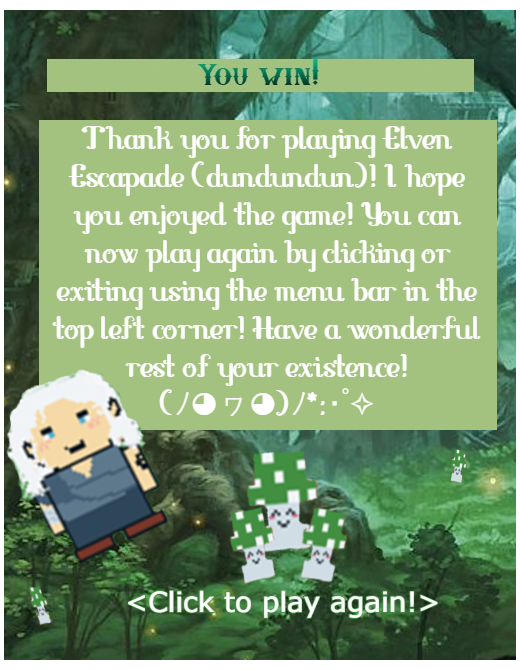 You win!
Thank you for playing Elven
Escapade (dundundun)! I hope
you enjoyed the game! You can
now play again by clicking or
exiting using the menu bar in the
top left corner! Have a wonderful
rest of your existence!
(ﾉ◕ ヮ ◕)ﾉ*:･ﾟ✧
<Click to play again!>